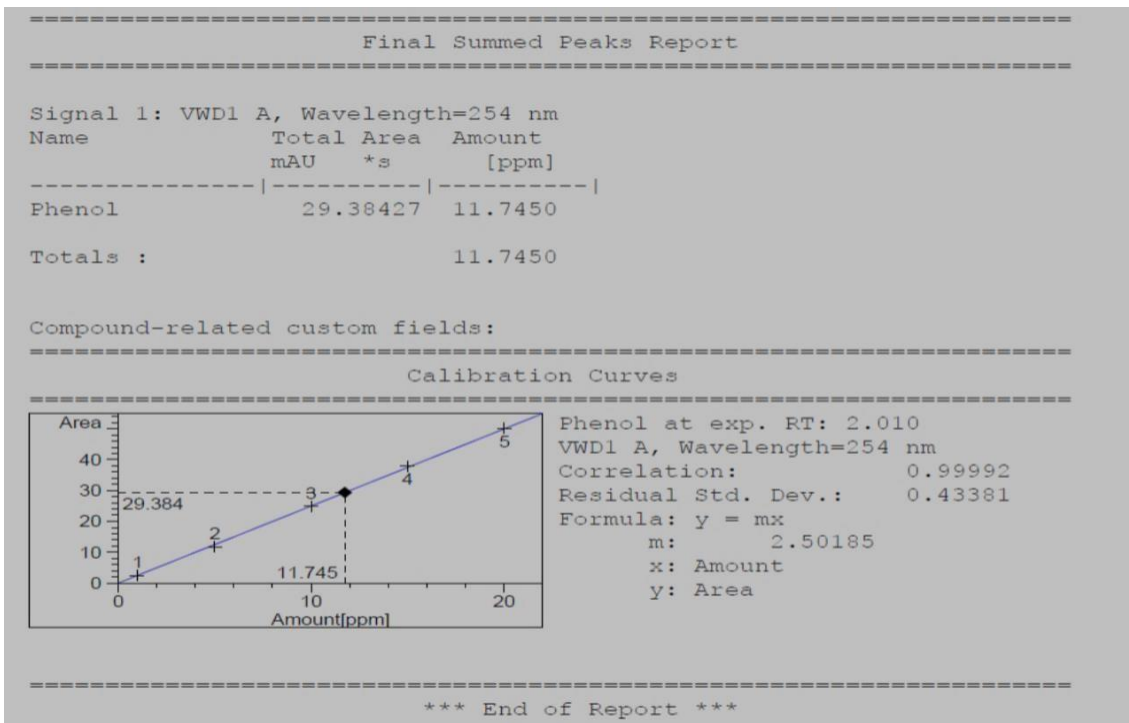 ======================================================================
Final Summed Peaks Report
======================================================================
Signal 1: VWD1 A, Wavelength=254 nm
Name Total Area Amount
mAU *s [ppm]
---------------|----------|----------|
Phenol 29.38427 11.7450
Totals : 11.7450
Compound-related custom fields:
======================================================================
Calibration Curves
======================================================================
Area
40
30
20
10
0
29.384
1
2
3
4
5
11.745
0
10
20
Amount[ppm]
Phenol at exp. RT: 2.010
VWD1 A, Wavelength=254 nm
Correlation: 0.99992
Residual Std. Dev.: 0.43381
Formula: y = mx
m: 2.50185
x: Amount
y: Area
======================================================================
*** End of Report ***